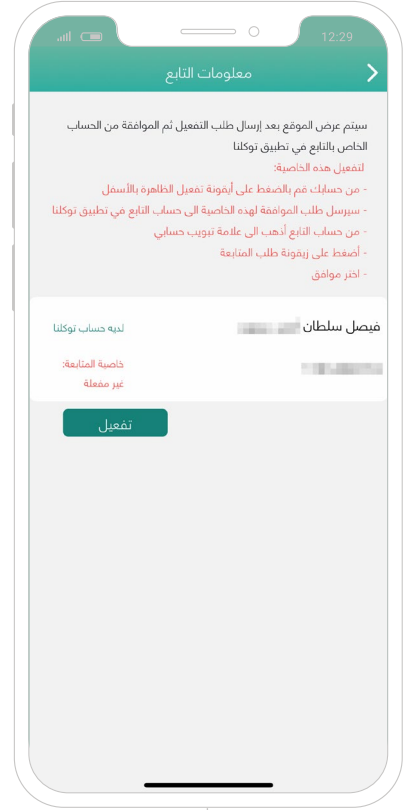 12:29
معلومات التابع
سيتم عرض الموقع بعد إرسال طلب التفعيل ثم الموافقة من الحساب
الخاص بالتابع في تطبيق توكلنا
لتفعيل هذه الخاصية:
- من حسابك قم بالضغط على أيقونة تفعيل الظاهرة بالأسفل
- سيرسل طلب الموافقة لهذه الخاصية الى حساب التابع في تطبيق توكلنا
- من حساب التابع أذهب الى علامة تبويب حسابي
- أضغط على زيقونة طلب المتابعة
- اختر موافق
فيصل سلطان
لديه حساب توكلنا
خاصية المتابعة:
غير مفعلة
تفعيل